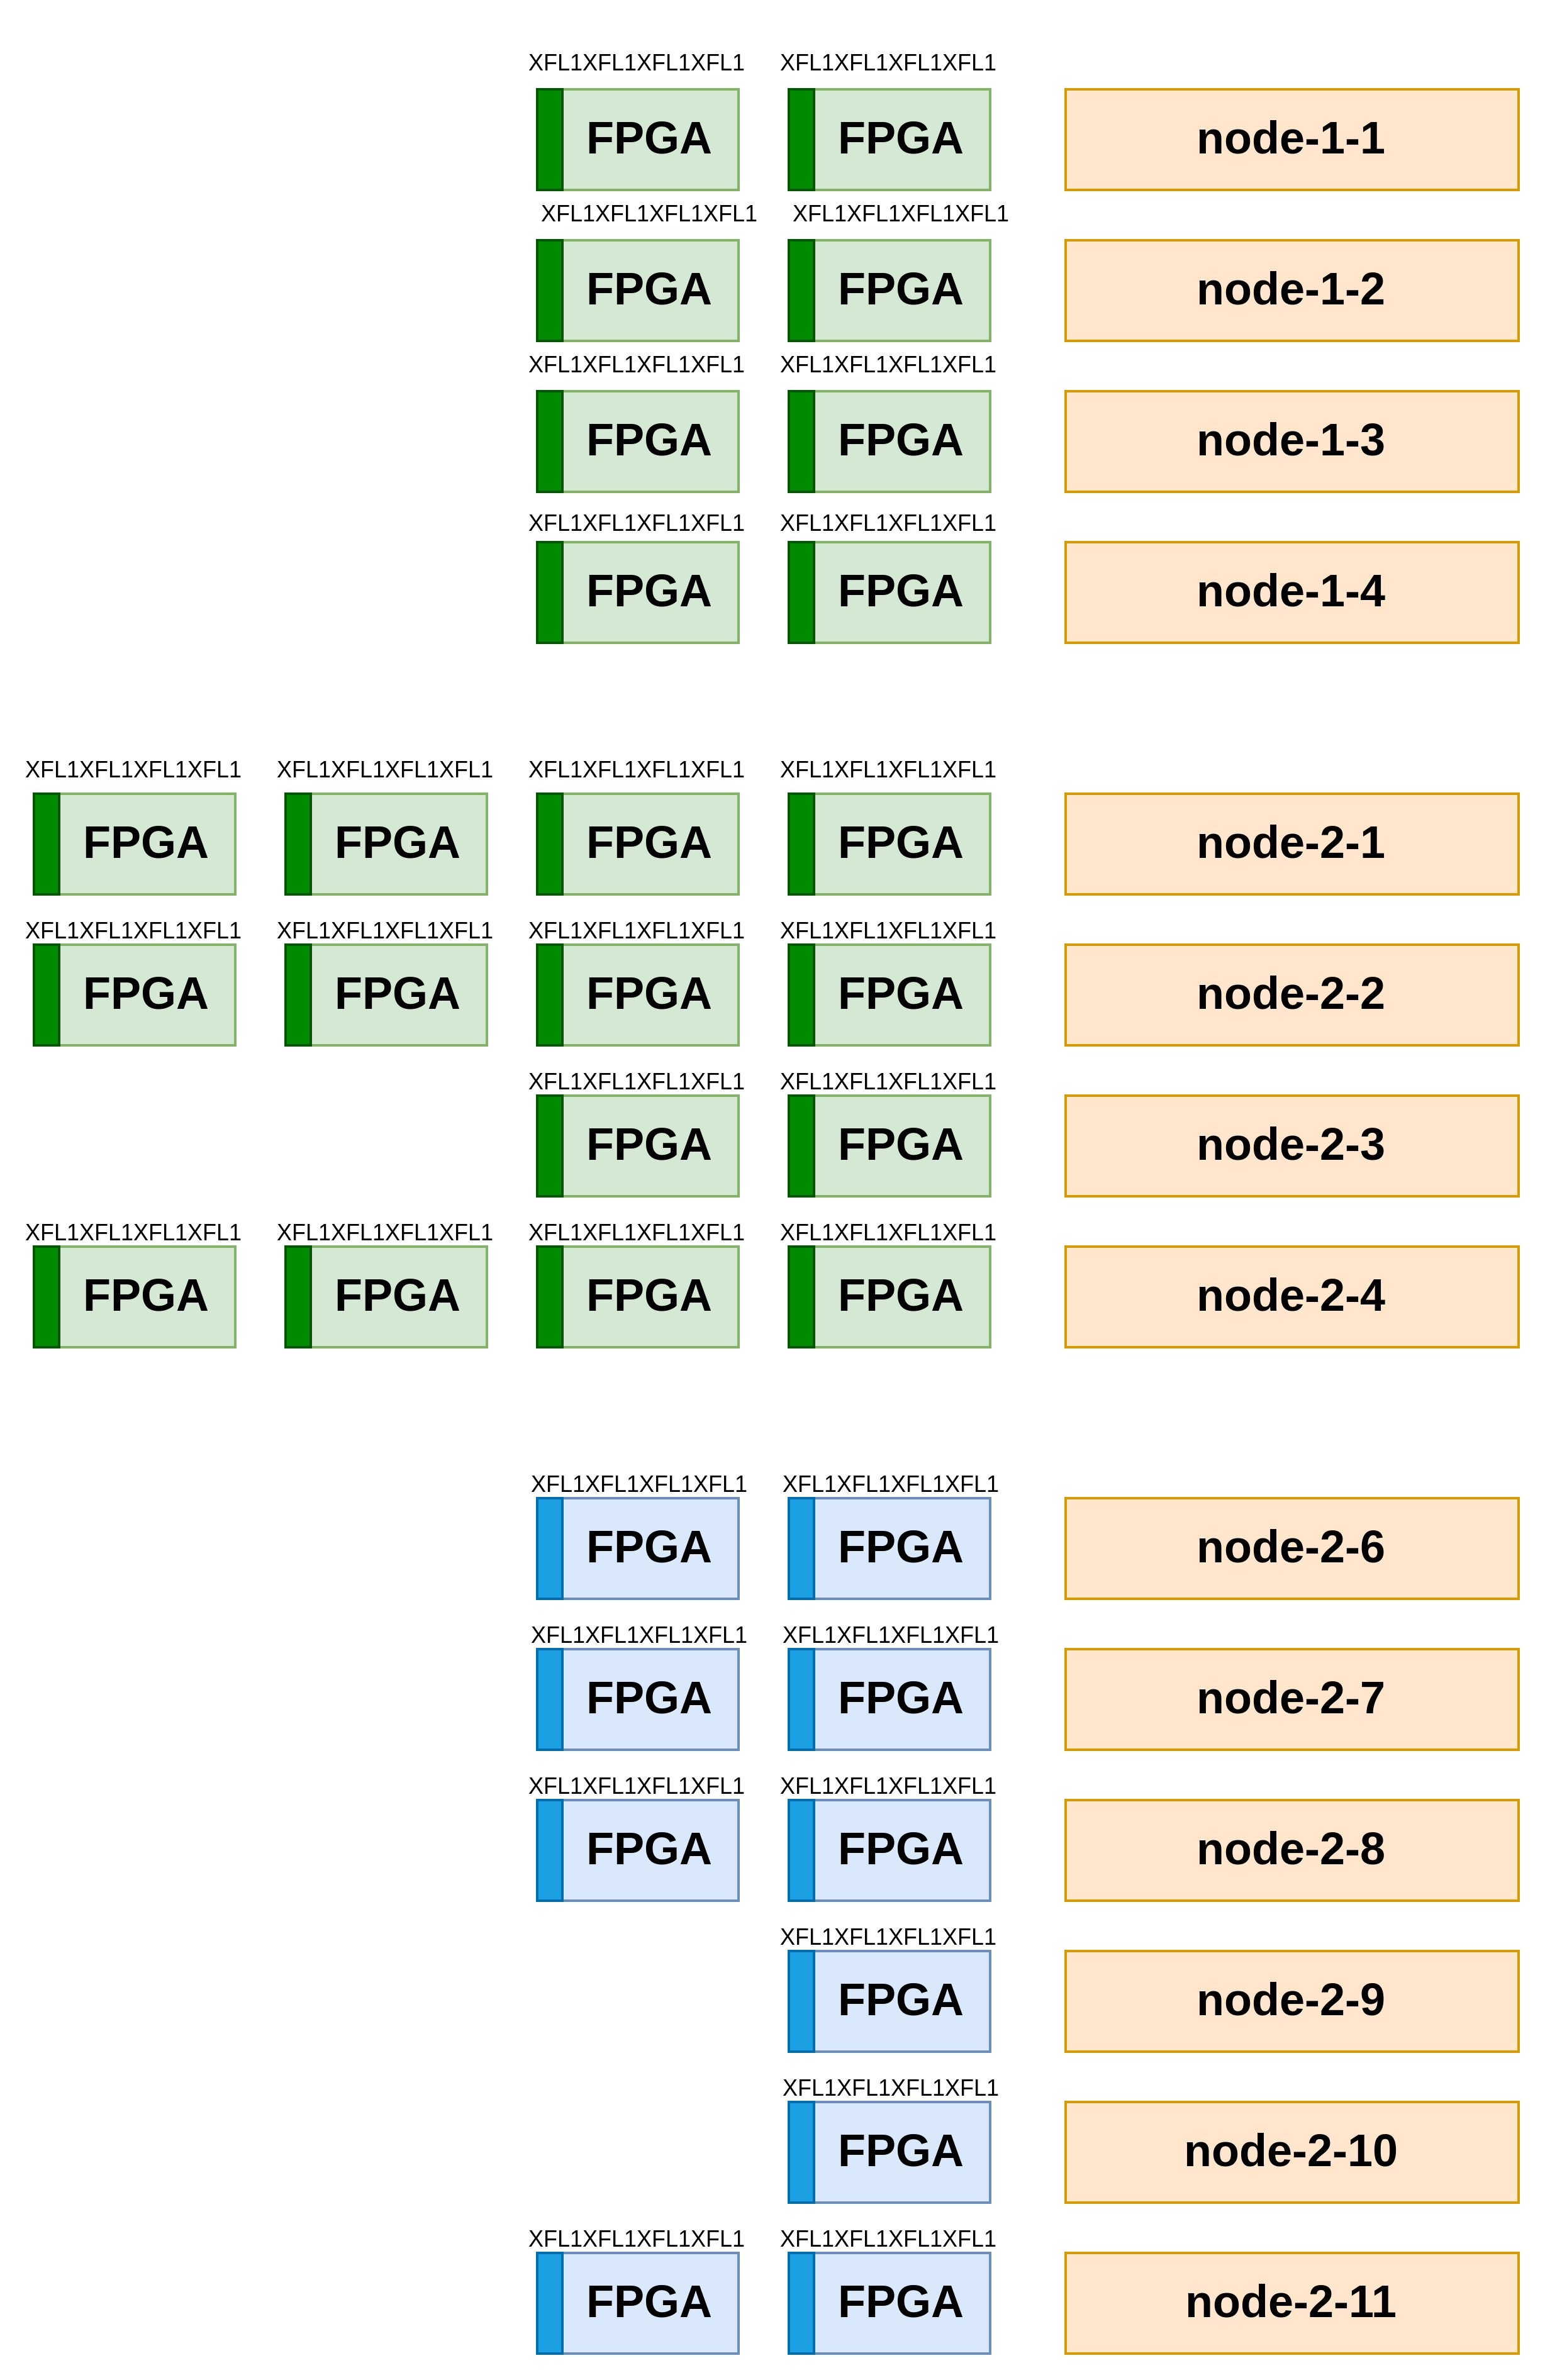 XFL1XFL1XFL1XFL1 XFL1XFL1XFL1XFL1
FPGA FPGA node-1-1
XFL1XFL1XFL1XFL1 XFL1XFL1XFL1XFL1
FPGA FPGA node-1-2
XFL1XFL1XFL1XFL1 XFL1XFL1XFL1XFL1
FPGA FPGA node-1-3
XFL1XFL1XFL1XFL1 XFL1XFL1XFL1XFL1
FPGA FPGA node-1-4
XFL1XFL1XFL1XFL1 XFL1XFL1XFL1XFL1 XFL1XFL1XFL1XFL1 XFL1XFL1XFL1XFL1
FPGA FPGA FPGA FPGA node-2-1
XFL1XFL1XFL1XFL1 XFL1XFL1XFL1XFL1 XFL1XFL1XFL1XFL1 XFL1XFL1XFL1XFL1
FPGA FPGA FPGA FPGA node-2-2
XFL1XFL1XFL1XFL1 XFL1XFL1XFL1XFL1
FPGA FPGA node-2-3
XFL1XFL1XFL1XFL1 XFL1XFL1XFL1XFL1 XFL1XFL1XFL1XFL1 XFL1XFL1XFL1XFL1
FPGA FPGA FPGA FPGA node-2-4
XFL1XFL1XFL1XFL1 XFL1XFL1XFL1XFL1
FPGA FPGA node-2-6
XFL1XFL1XFL1XFL1 XFL1XFL1XFL1XFL1
FPGA FPGA node-2-7
XFL1XFL1XFL1XFL1 XFL1XFL1XFL1XFL1
FPGA FPGA node-2-8
XFL1XFL1XFL1XFL1
FPGA node-2-9
XFL1XFL1XFL1XFL1
FPGA node-2-10
XFL1XFL1XFL1XFL1 XFL1XFL1XFL1XFL1
FPGA FPGA node-2-11